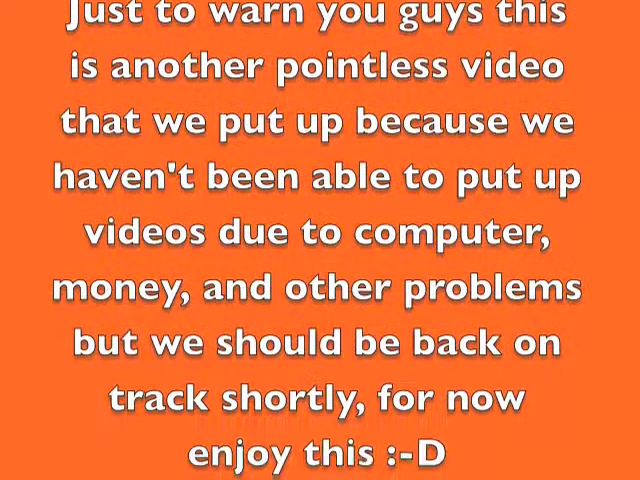 Just to warn you guys this
is another pointless video
that we put up because we
haven't been able to put up
videos due to computer,
money, and other problems
but we should be back on
track shortly, for now
enjoy this :-D